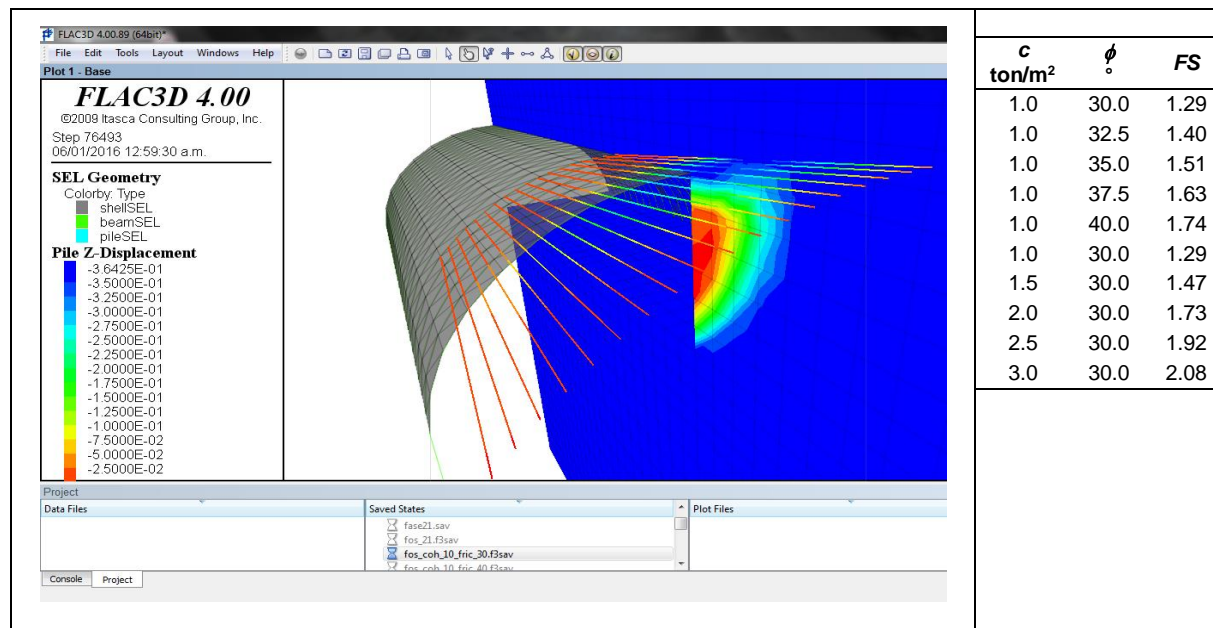 FLAC3D 4.00.89 (64bit)*
File Edit Tools Layout Windows Help
Plot 1 - Base
FLAC3D 4.00
©2009 Itasca Consulting Group, Inc.
Step 76493
06/01/2016 12:59:30 a.m.
SEL Geometry
Colorby: Type
shellSEL
beamSEL
pileSEL
Pile Z-Displacement
-3.6425E-01
-3.5000E-01
-3.2500E-01
-3.0000E-01
-2.7500E-01
-2.5000E-01
-2.2500E-01
-2.0000E-01
-1.7500E-01
-1.5000E-01
-1.2500E-01
-1.0000E-01
-7.5000E-02
-5.0000E-02
-2.5000E-02
Project
Data Files Saved States Plot Files
fase21.sav
fos_21.f3sav
fos_coh_10_fric_30.f3sav
fos_coh_10_fric_40.f3sav
Console Project
c ϕ FS
ton/m² °
1.0 30.0 1.29
1.0 32.5 1.40
1.0 35.0 1.51
1.0 37.5 1.63
1.0 40.0 1.74
1.0 30.0 1.29
1.5 30.0 1.47
2.0 30.0 1.73
2.5 30.0 1.92
3.0 30.0 2.08